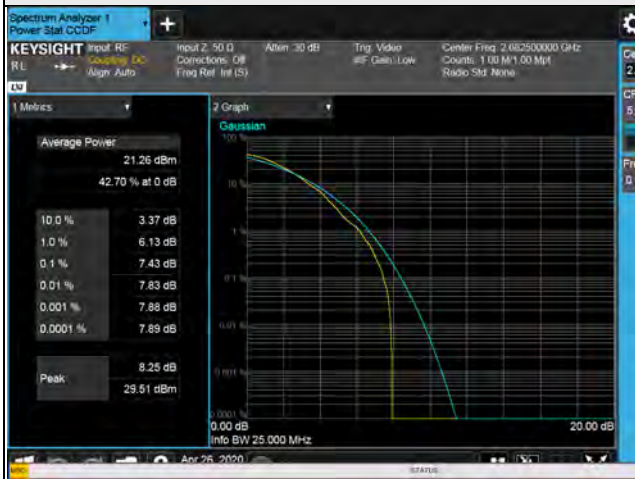 Spectrum Analyzer 1
Power Stat CCDF
+
KEYSIGHT Input: RF Input Z: 50 Ω Atten: 30 dB Trig: Video Center Freq: 2.682500000 GHz
RL Coupling: DC Corrections: Off #IF Gain: Low Counts: 1.00 M/1.00 Mpt
Align: Auto Freq Ref: Int (S) Radio Std: None
1 Metrics
2 Graph
Gaussian
Average Power
21.26 dBm
42.70 % at 0 dB
10.0 % 3.37 dB
1.0 % 6.13 dB
0.1 % 7.43 dB
0.01 % 7.83 dB
0.001 % 7.88 dB
0.0001 % 7.89 dB
Peak
8.25 dB
29.51 dBm
100 %
10 %
1 %
0.1 %
0.01 %
0.001 %
0.0001 %
0.00 dB 20.00 dB
Info BW 25.000 MHz
Apr 26, 2020
MSG STATUS